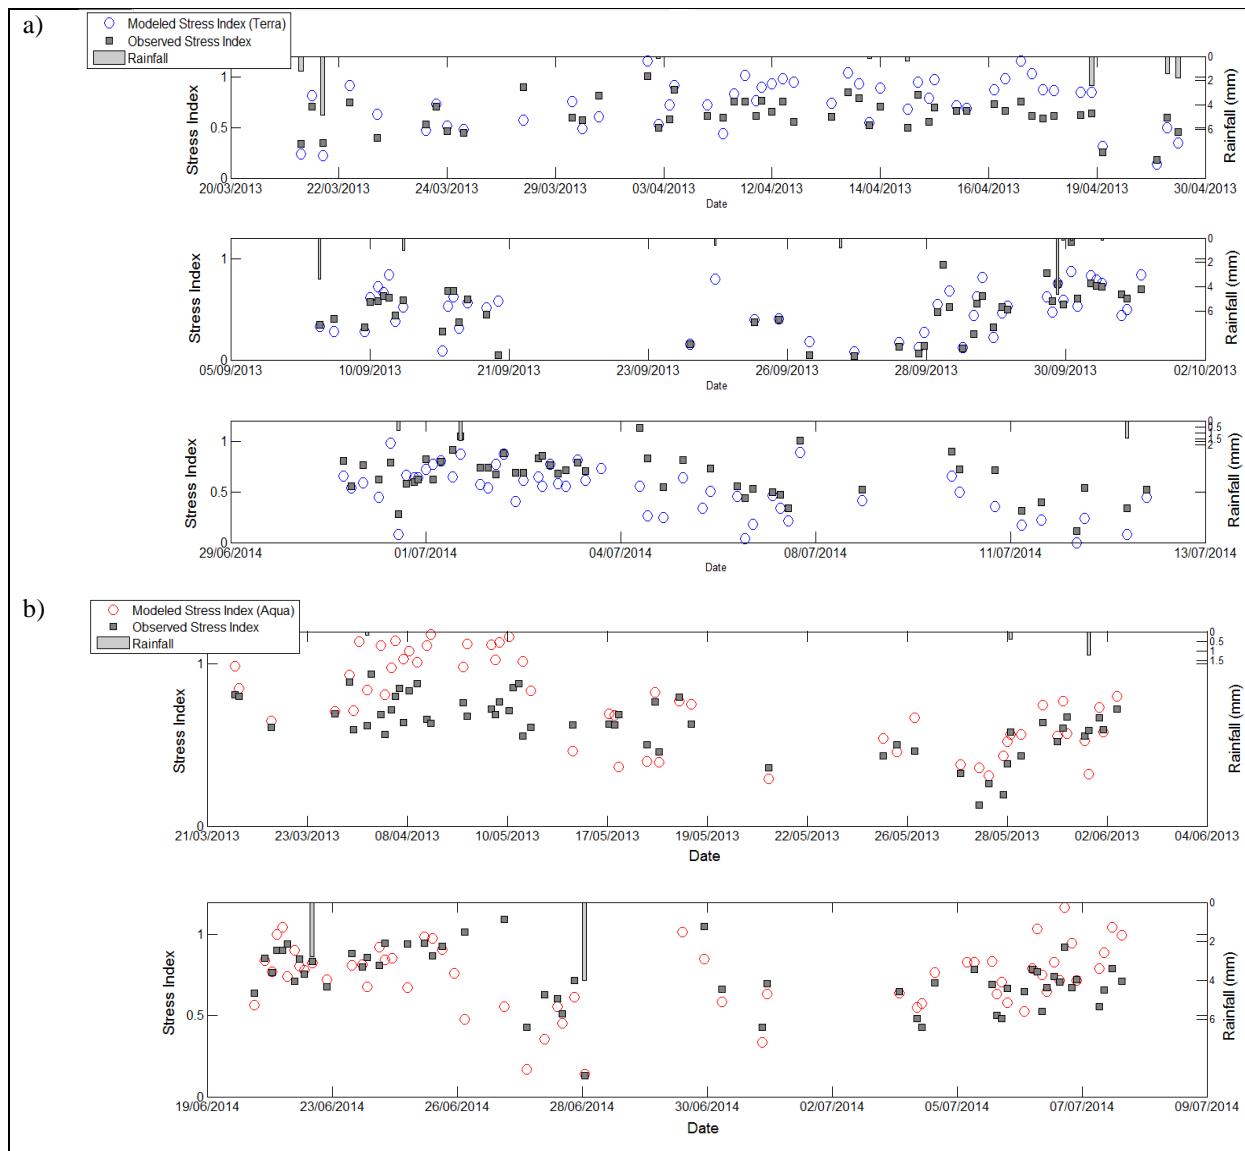 a)
Modeled Stress Index (Terra)
Observed Stress Index
Rainfall
Stress Index
1
0.5
0
0
2
4
6
Rainfall (mm)
20/03/2013 22/03/2013 24/03/2013 29/03/2013 03/04/2013 12/04/2013 14/04/2013 16/04/2013 19/04/2013 30/04/2013
Date
Stress Index
1
0
0
2
4
6
Rainfall (mm)
05/09/2013 10/09/2013 21/09/2013 23/09/2013 26/09/2013 28/09/2013 30/09/2013 02/10/2013
Date
Stress Index
1
0.5
0
0
0.5
1
1.5
2
Rainfall (mm)
29/06/2014 01/07/2014 04/07/2014 08/07/2014 11/07/2014 13/07/2014
Date
b)
Modeled Stress Index (Aqua)
Observed Stress Index
Rainfall
Stress Index
1
0
0
0.5
1
1.5
Rainfall (mm)
21/03/2013 23/03/2013 08/04/2013 10/05/2013 17/05/2013 19/05/2013 22/05/2013 26/05/2013 28/05/2013 02/06/2013 04/06/2013
Date
Stress Index
1
0.5
0
0
2
4
6
Rainfall (mm)
19/06/2014 23/06/2014 26/06/2014 28/06/2014 30/06/2014 02/07/2014 05/07/2014 07/07/2014 09/07/2014
Date